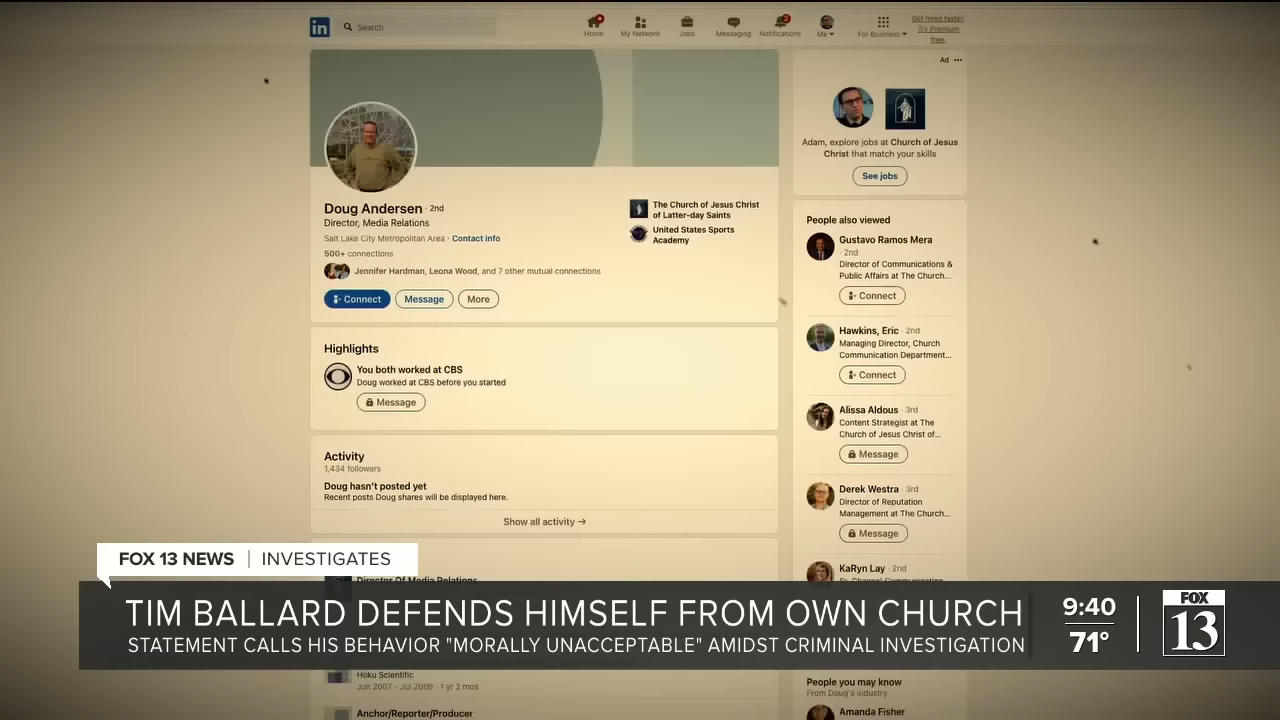 in
Search
Home
My Network
Jobs
Messaging
2
Notifications
Me
For Business
Get hired faster.
Try Premium
free.
Doug Andersen · 2nd
Director, Media Relations
Salt Lake City Metropolitan Area · Contact info
500+ connections
Jennifer Hardman, Leona Wood, and 7 other mutual connections
Connect
Message
More
The Church of Jesus Christ
of Latter-day Saints
United States Sports
Academy
Highlights
You both worked at CBS
Doug worked at CBS before you started
Message
Activity
1,434 followers
Doug hasn't posted yet
Recent posts Doug shares will be displayed here.
Show all activity →
Director Of Media Relations
Hoku Scientific
Jun 2007 - Jul 2008 · 1 yr 2 mos
Anchor/Reporter/Producer
Ad ···
Adam, explore jobs at Church of Jesus
Christ that match your skills
See jobs
People also viewed
Gustavo Ramos Mera
· 2nd
Director of Communications &
Public Affairs at The Church...
Connect
Hawkins, Eric · 2nd
Managing Director, Church
Communication Department...
Connect
Alissa Aldous · 3rd
Content Strategist at The
Church of Jesus Christ of...
Message
Derek Westra · 3rd
Director of Reputation
Management at The Church...
Message
KaRyn Lay · 2nd
People you may know
From Doug's industry
Amanda Fisher
FOX 13 NEWS | INVESTIGATES
TIM BALLARD DEFENDS HIMSELF FROM OWN CHURCH
STATEMENT CALLS HIS BEHAVIOR "MORALLY UNACCEPTABLE" AMIDST CRIMINAL INVESTIGATION
9:40
71°
FOX
13